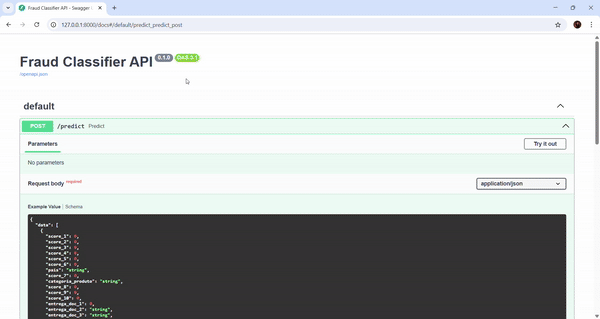 Fraud Classifier API - Swagger
127.0.0.1:8000/docs#/default/predict_predict_post
Fraud Classifier API 0.1.0 OAS 3.1
/openapi.json
default
POST /predict Predict
Parameters
Try it out
No parameters
Request body required
application/json
Example Value | Schema
{
"data": [
{
"score_1": 0,
"score_2": 0,
"score_3": 0,
"score_4": 0,
"score_5": 0,
"score_6": 0,
"pais": "string",
"score_7": 0,
"categoria_produto": "string",
"score_8": 0,
"score_9": 0,
"score_10": 0,
"entrega_doc_1": 0,
"entrega_doc_2": "string",
"entrega_doc_3": "string",